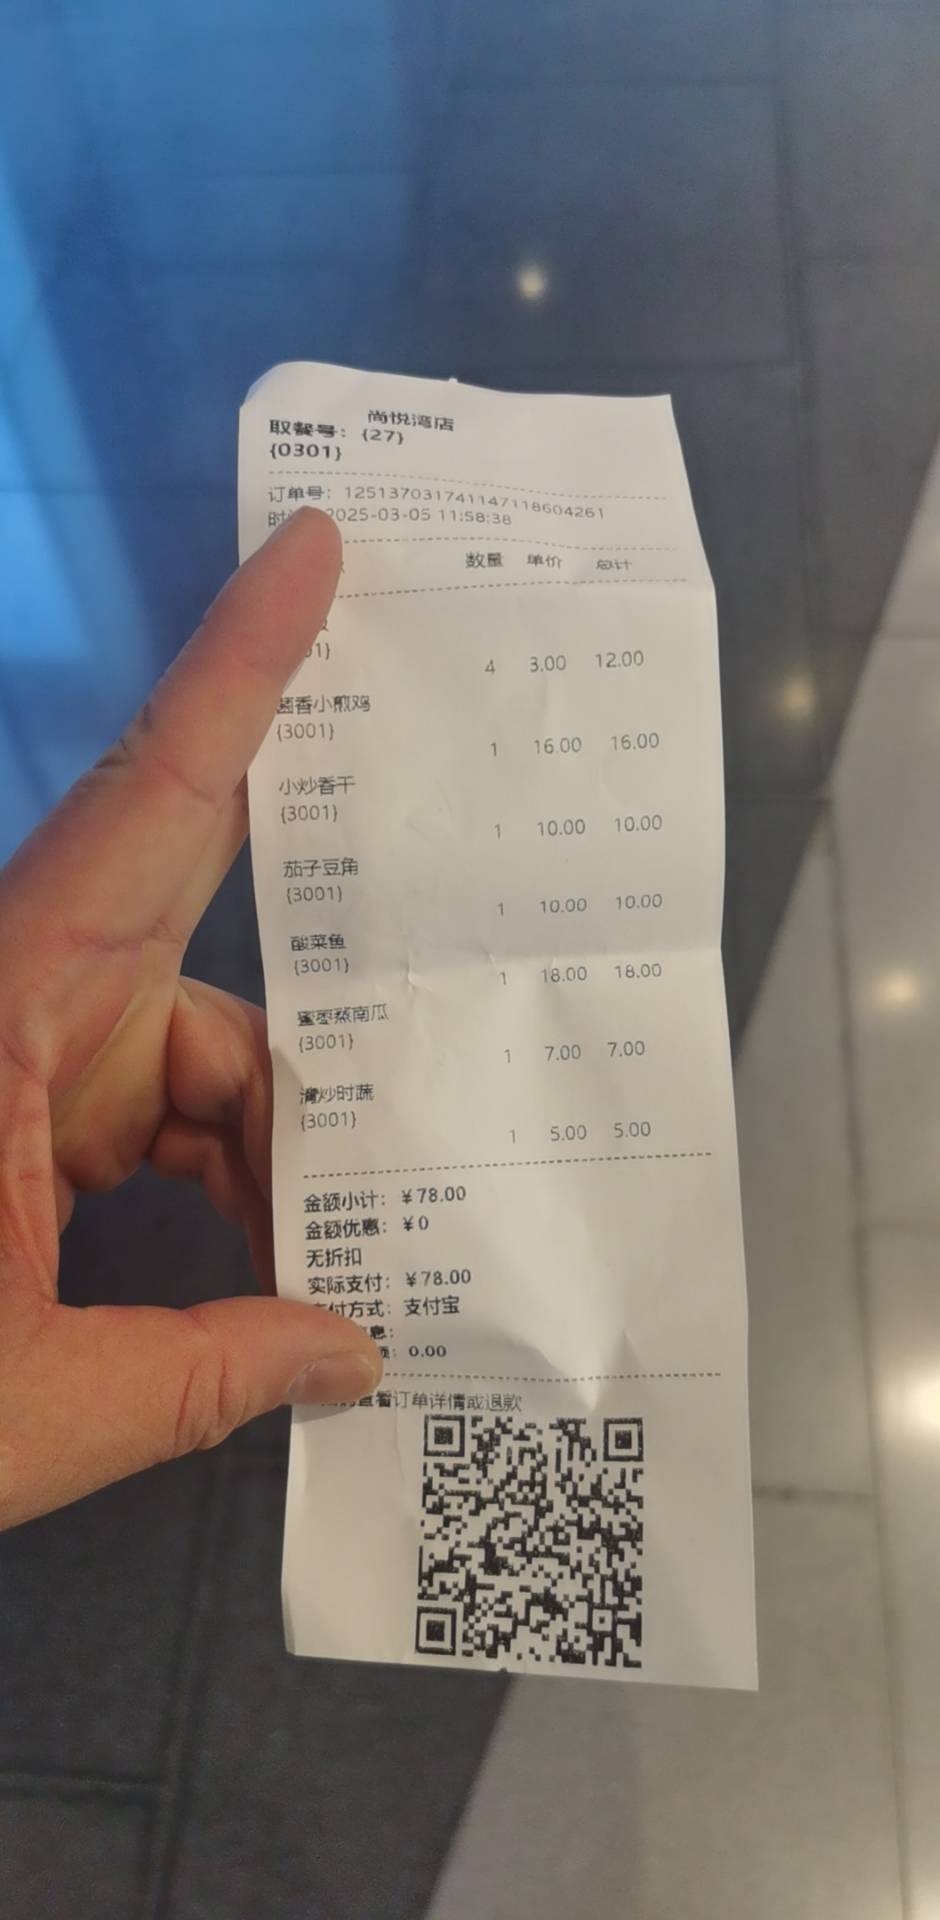 尚悦湾店
取餐号：{27}
{0301}
订单号：1251370317411471118604261
2025-03-05 11:58:38
数量 单价 总计
4 3.00 12.00
香小煎鸡
{3001}
1 16.00 16.00
小炒香干
{3001}
1 10.00 10.00
茄子豆角
{3001}
1 10.00 10.00
酸菜鱼
{3001}
1 18.00 18.00
蜜枣蒸南瓜
{3001}
1 7.00 7.00
清炒时蔬
{3001}
1 5.00 5.00
金额小计：￥78.00
金额优惠：￥0
无折扣
实际支付：￥78.00
付方式：支付宝
息：
0.00
查看订单详情或退款